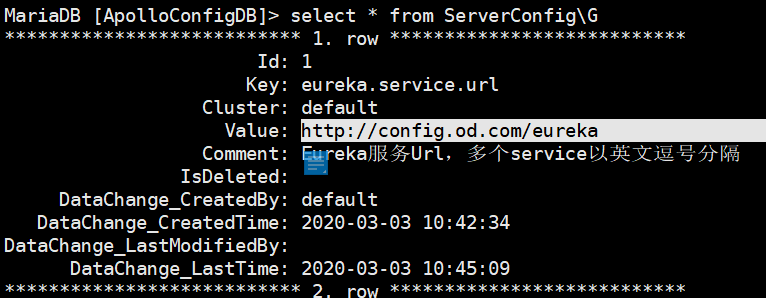 MariaDB [ApolloConfigDB]> select * from ServerConfig\G
*************************** 1. row ***************************
Id: 1
Key: eureka.service.url
Cluster: default
Value: http://config.od.com/eureka
Comment: Eureka服务Url，多个service以英文逗号分隔
IsDeleted:
DataChange_CreatedBy: default
DataChange_CreatedTime: 2020-03-03 10:42:34
DataChange_LastModifiedBy:
DataChange_LastTime: 2020-03-03 10:45:09
*************************** 2. row ***************************